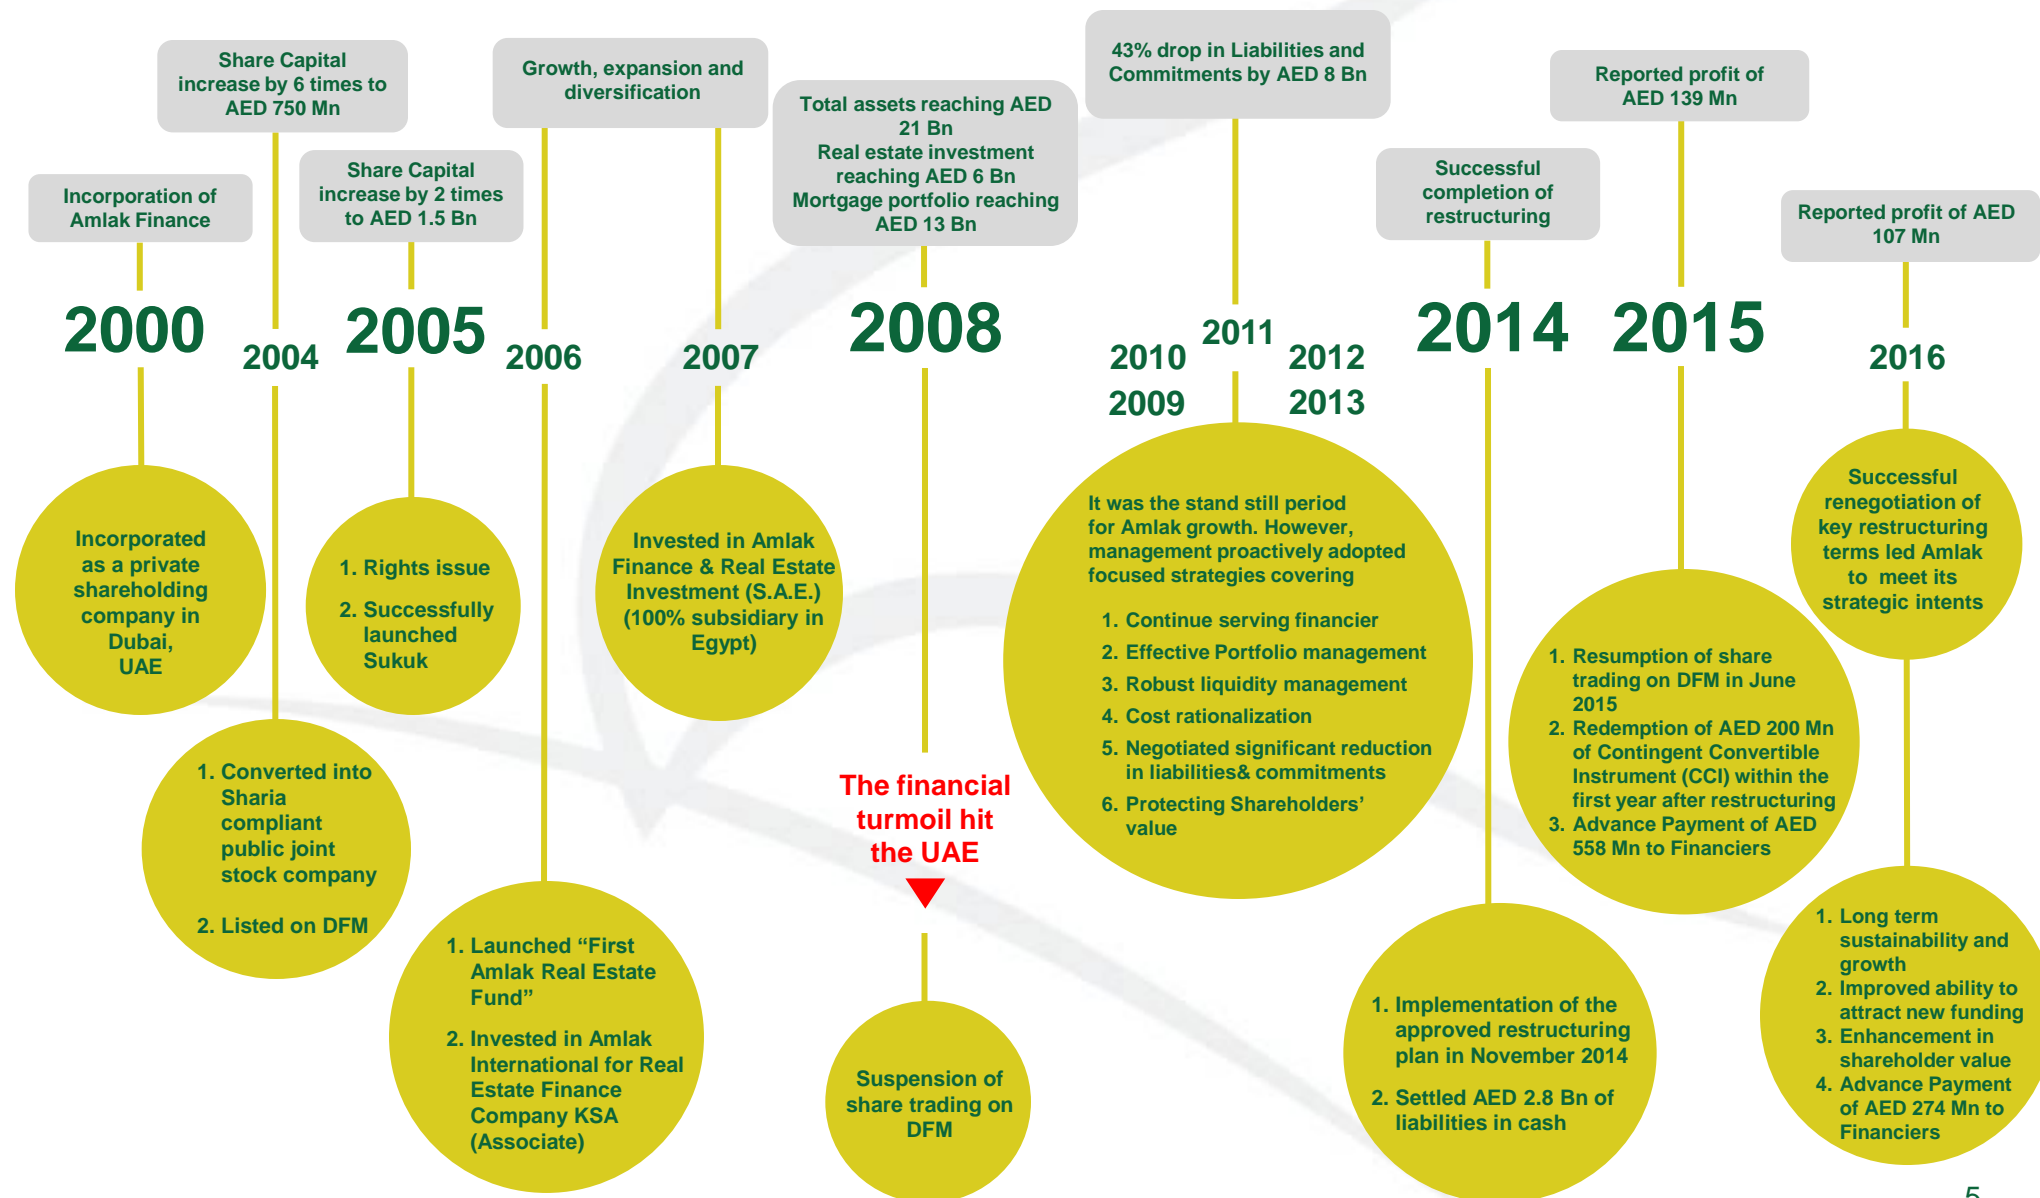 Share Capital
increase by 6 times to
AED 750 Mn
Growth, expansion and
diversification
43% drop in Liabilities and
Commitments by AED 8 Bn
Reported profit of
AED 139 Mn
Total assets reaching AED
21 Bn
Real estate investment
reaching AED 6 Bn
Mortgage portfolio reaching
AED 13 Bn
Share Capital
increase by 2 times
to AED 1.5 Bn
Successful
completion of
restructuring
Incorporation of
Amlak Finance
Reported profit of AED
107 Mn
2000
2004
2005
2006
2007
2008
2009
2010
2011
2012
2013
2014
2015
2016
Incorporated
as a private
shareholding
company in
Dubai,
UAE
1. Converted into
Sharia
compliant
public joint
stock company
2. Listed on DFM
1. Rights issue
2. Successfully
launched
Sukuk
1. Launched “First
Amlak Real Estate
Fund”
2. Invested in Amlak
International for Real
Estate Finance
Company KSA
(Associate)
Invested in Amlak
Finance & Real Estate
Investment (S.A.E.)
(100% subsidiary in
Egypt)
The financial
turmoil hit
the UAE
Suspension of
share trading on
DFM
It was the stand still period
for Amlak growth. However,
management proactively adopted
focused strategies covering
1. Continue serving financier
2. Effective Portfolio management
3. Robust liquidity management
4. Cost rationalization
5. Negotiated significant reduction
in liabilities& commitments
6. Protecting Shareholders’
value
1. Implementation of the
approved restructuring
plan in November 2014
2. Settled AED 2.8 Bn of
liabilities in cash
1. Resumption of share
trading on DFM in June
2015
2. Redemption of AED 200 Mn
of Contingent Convertible
Instrument (CCI) within the
first year after restructuring
3. Advance Payment of AED
558 Mn to Financiers
Successful
renegotiation of
key restructuring
terms led Amlak
to meet its
strategic intents
1. Long term
sustainability and
growth
2. Improved ability to
attract new funding
3. Enhancement in
shareholder value
4. Advance Payment
of AED 274 Mn to
Financiers
5